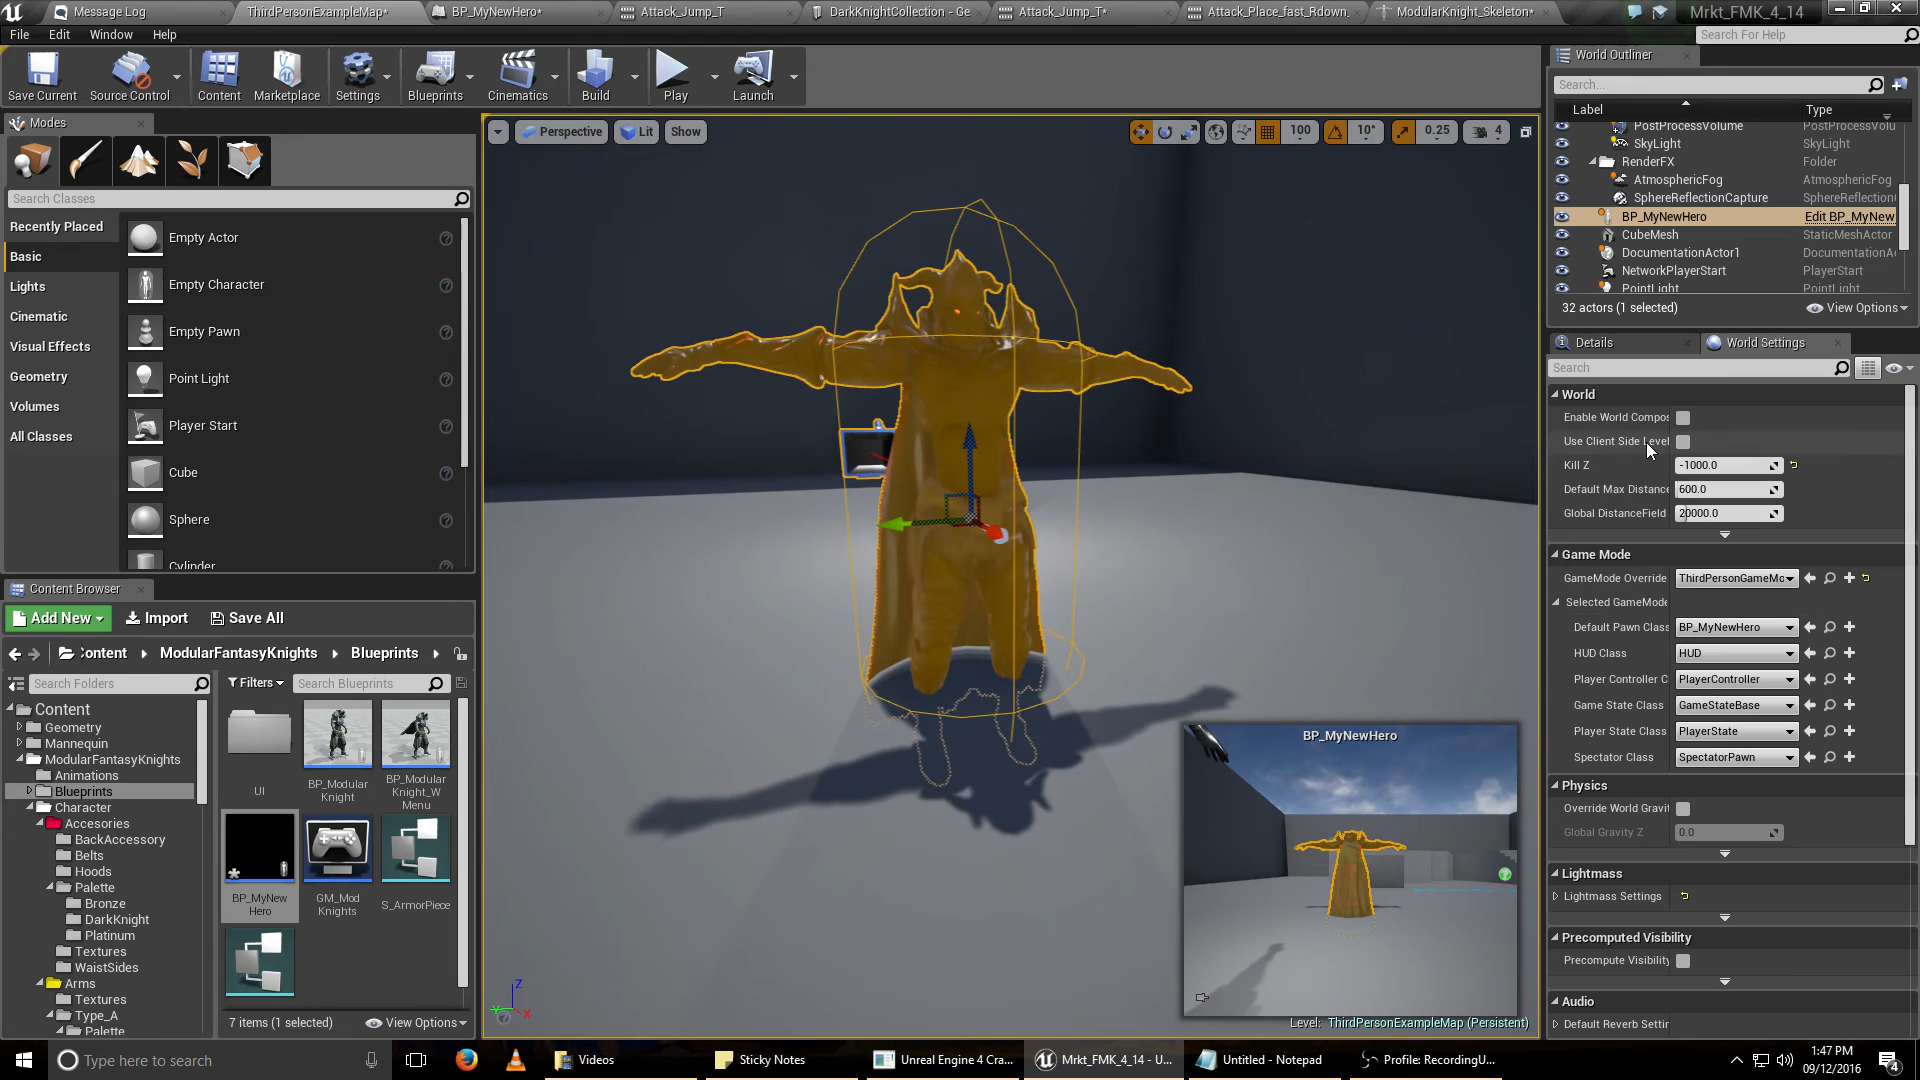 Message Log
ThirdPersonExampleMap*
BP_MyNewHero*
Attack_Jump_T
DarkKnightCollection - Ge
Attack_Jump_T*
Attack_Place_fast_Rdown_
ModularKnight_Skeleton*
Mrkt_FMK_4_14
File Edit Window Help
Search For Help
Save Current
Source Control
Content
Marketplace
Settings
Blueprints
Cinematics
Build
Play
Launch
World Outliner
Search...
Label
Type
PostProcessVolume PostProcessVolu
SkyLight SkyLight
RenderFX Folder
AtmosphericFog AtmosphericFog
SphereReflectionCapture SphereReflection
BP_MyNewHero Edit BP_MyNew
CubeMesh StaticMeshActor
DocumentationActor1 DocumentationA
NetworkPlayerStart PlayerStart
PointLight PointLight
32 actors (1 selected)
View Options
Modes
Search Classes
Recently Placed
Basic
Lights
Cinematic
Visual Effects
Geometry
Volumes
All Classes
Empty Actor
Empty Character
Empty Pawn
Point Light
Player Start
Cube
Sphere
Cylinder
Perspective
Lit
Show
100
10°
0.25
4
BP_MyNewHero
Level: ThirdPersonExampleMap (Persistent)
Details
World Settings
Search
World
Enable World Compos
Use Client Side Level
Kill Z -1000.0
Default Max Distance 600.0
Global DistanceField 20000.0
Game Mode
GameMode Override ThirdPersonGameMo
Selected GameMode
Default Pawn Class BP_MyNewHero
HUD Class HUD
Player Controller C PlayerController
Game State Class GameStateBase
Player State Class PlayerState
Spectator Class SpectatorPawn
Physics
Override World Gravit
Global Gravity Z 0.0
Lightmass
Lightmass Settings
Precomputed Visibility
Precompute Visibility
Audio
Default Reverb Settin
Content Browser
Add New
Import
Save All
Content ModularFantasyKnights Blueprints
Search Folders
Filters
Search Blueprints
Content
Geometry
Mannequin
ModularFantasyKnights
Animations
Blueprints
Character
Accesories
BackAccessory
Belts
Hoods
Palette
Bronze
DarkKnight
Platinum
Textures
WaistSides
Arms
Textures
Type_A
Palette
UI
BP_Modular
Knight
BP_Modular
Knight_W
Menu
BP_MyNew
Hero
GM_Mod
Knights
S_ArmorPiece
7 items (1 selected)
View Options
Type here to search
Videos
Sticky Notes
Unreal Engine 4 Cra...
Mrkt_FMK_4_14 - U...
Untitled - Notepad
Profile: RecordingU...
1:47 PM
09/12/2016
4